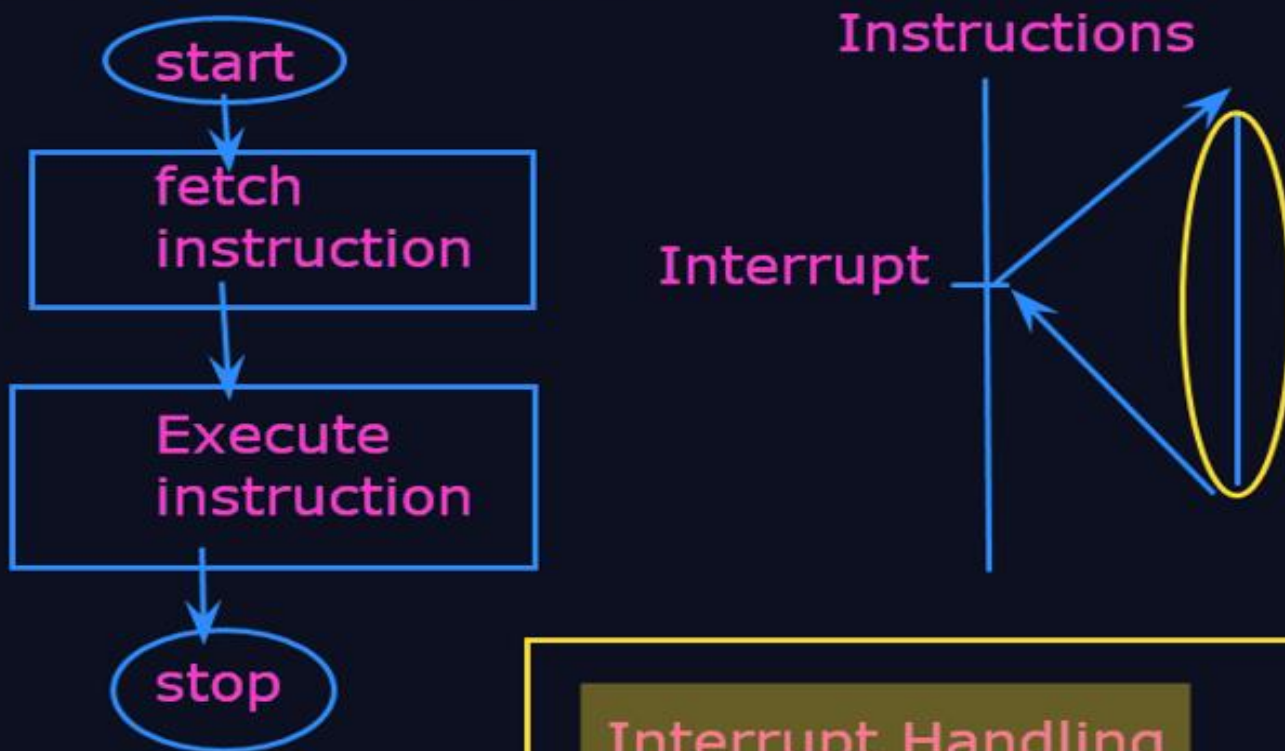 start
fetch
instruction
Execute
instruction
stop
Instructions
Interrupt
Interrupt Handling